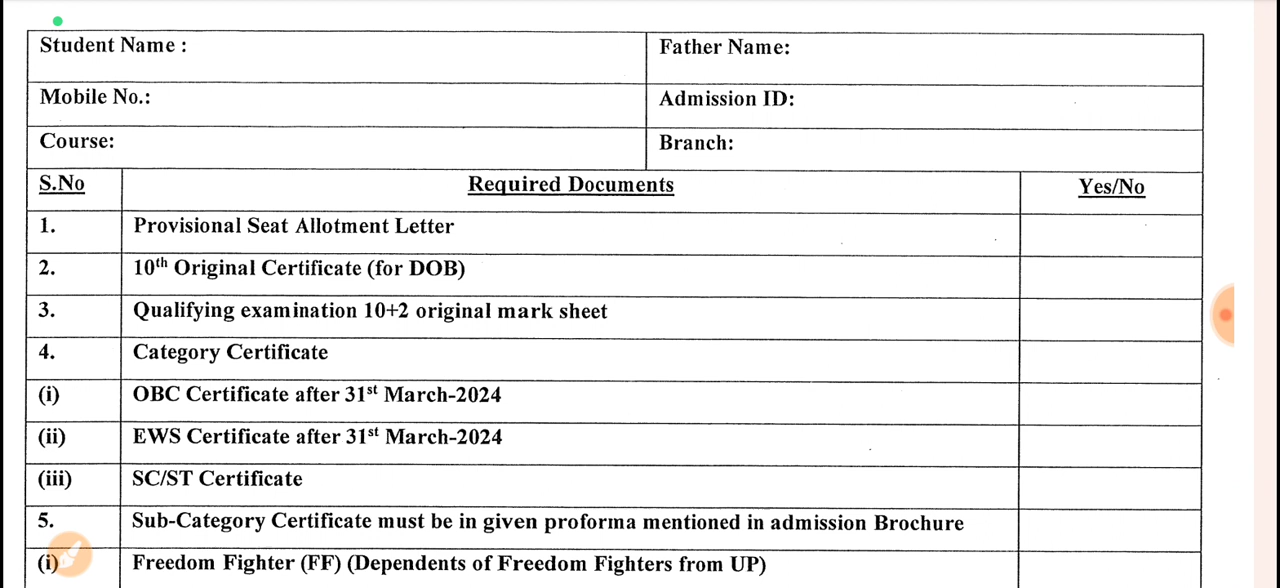 Student Name : Father Name:
Mobile No.: Admission ID:
Course: Branch:
S.No Required Documents Yes/No
1. Provisional Seat Allotment Letter
2. 10th Original Certificate (for DOB)
3. Qualifying examination 10+2 original mark sheet
4. Category Certificate
(i) OBC Certificate after 31st March-2024
(ii) EWS Certificate after 31st March-2024
(iii) SC/ST Certificate
5. Sub-Category Certificate must be in given proforma mentioned in admission Brochure
(i) Freedom Fighter (FF) (Dependents of Freedom Fighters from UP)